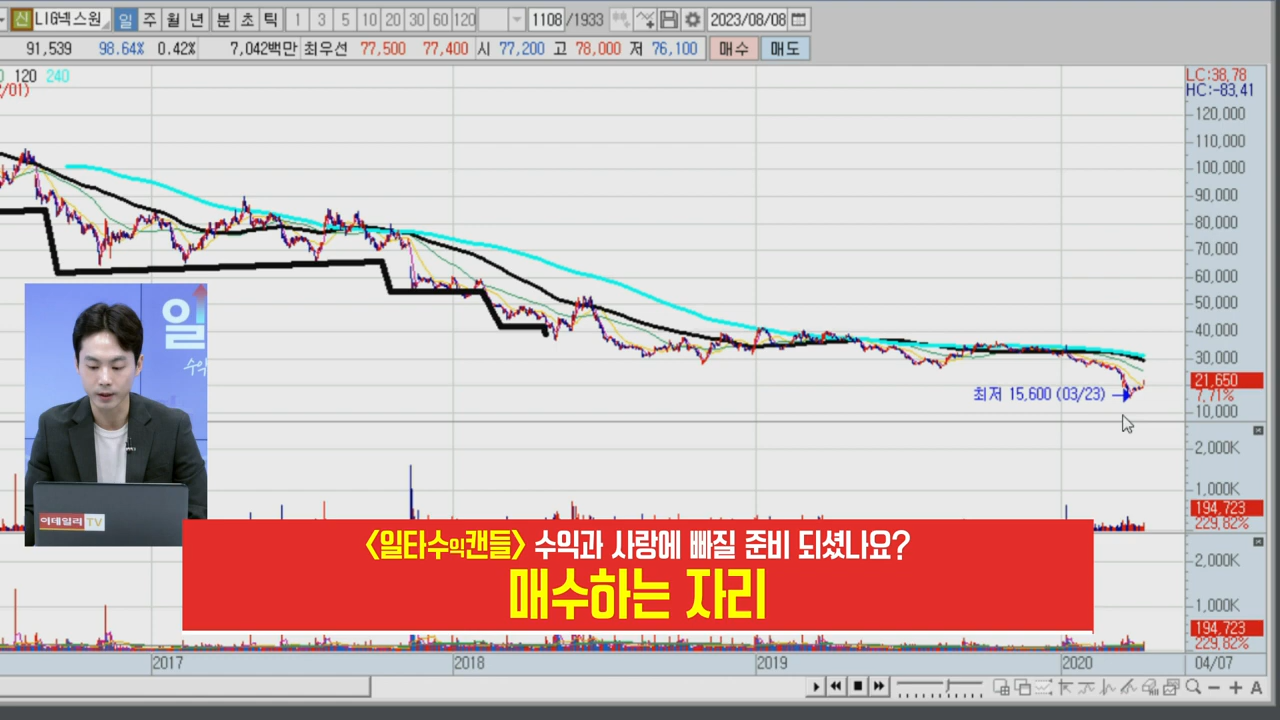 신 LIG넥스원 일 주 월 년 분 초 틱 1 3 5 10 20 30 60 120 1108 /1933 2023/08/08
91,539 98.64% 0.42% 7,042백만 최우선 77,500 77,400 시 77,200 고 78,000 저 76,100 매수 매도
0 120 240
/01)
LC:38,78
HC:-83,41
120,000
110,000
100,000
90,000
80,000
70,000
60,000
50,000
40,000
30,000
21,650
7,71%
10,000
최저 15,600 (03/23)
2,000K
1,000K
194,723
229,82%
2,000K
1,000K
194,723
229,82%
일
수익
이데일리 TV
<일타수익캔들> 수익과 사랑에 빠질 준비 되셨나요?
매수하는 자리
2017 2018 2019 2020 04/07
A